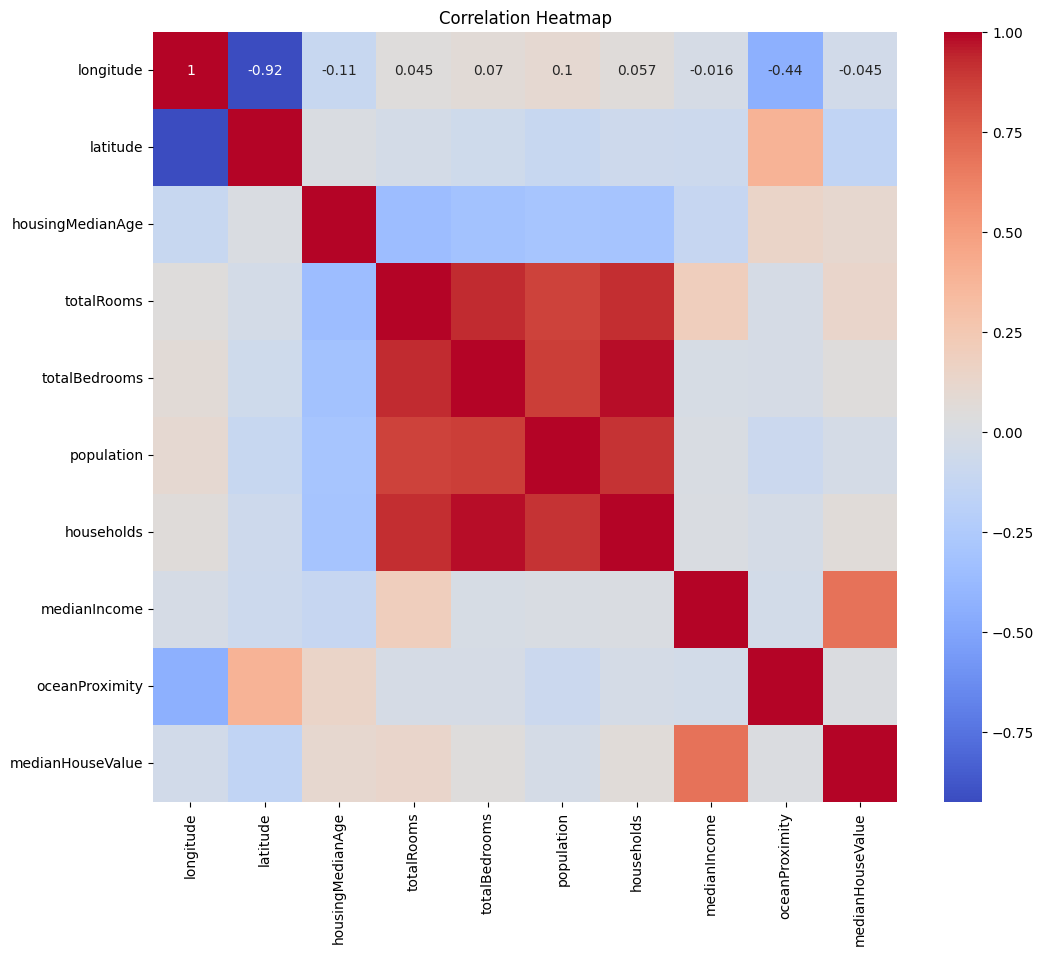 Correlation Heatmap
longitude 1 -0.92 -0.11 0.045 0.07 0.1 0.057 -0.016 -0.44 -0.045
latitude
housingMedianAge
totalRooms
totalBedrooms
population
households
medianIncome
oceanProximity
medianHouseValue
longitude latitude housingMedianAge totalRooms totalBedrooms population households medianIncome oceanProximity medianHouseValue
1.00
0.75
0.50
0.25
0.00
−0.25
−0.50
−0.75